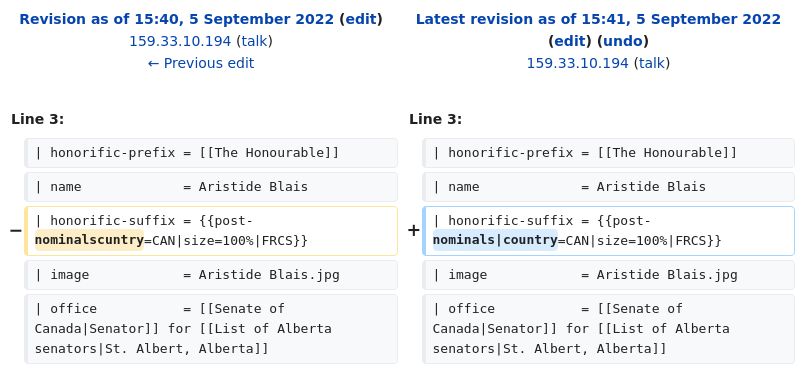 Revision as of 15:40, 5 September 2022 (edit)
159.33.10.194 (talk)
← Previous edit
Latest revision as of 15:41, 5 September 2022
(edit) (undo)
159.33.10.194 (talk)
Line 3:
Line 3:
| honorific-prefix = [[The Honourable]]
| honorific-prefix = [[The Honourable]]
| name             = Aristide Blais
| name             = Aristide Blais
− | honorific-suffix = {{post-
nominalscuntry=CAN|size=100%|FRCS}}
+ | honorific-suffix = {{post-
nominals|country=CAN|size=100%|FRCS}}
| image            = Aristide Blais.jpg
| image            = Aristide Blais.jpg
| office           = [[Senate of
Canada|Senator]] for [[List of Alberta
senators|St. Albert, Alberta]]
| office           = [[Senate of
Canada|Senator]] for [[List of Alberta
senators|St. Albert, Alberta]]